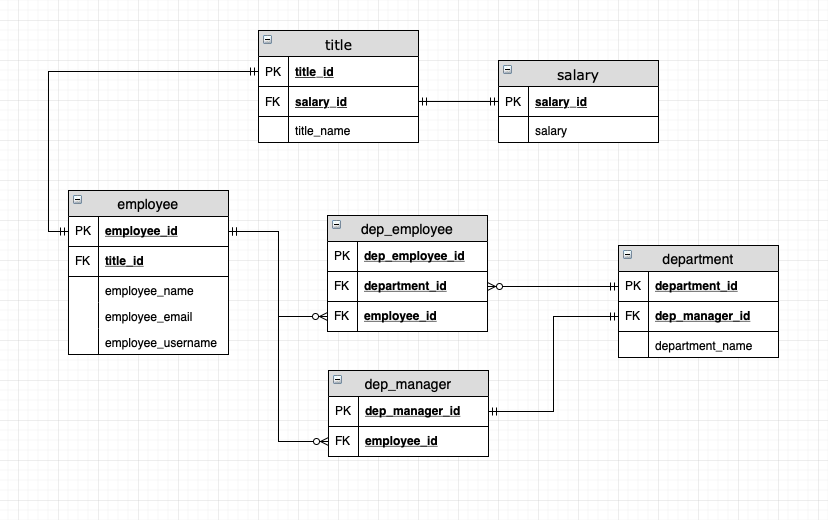 title
PK title_id
FK salary_id
title_name
salary
PK salary_id
salary
employee
PK employee_id
FK title_id
employee_name
employee_email
employee_username
dep_employee
PK dep_employee_id
FK department_id
FK employee_id
department
PK department_id
FK dep_manager_id
department_name
dep_manager
PK dep_manager_id
FK employee_id